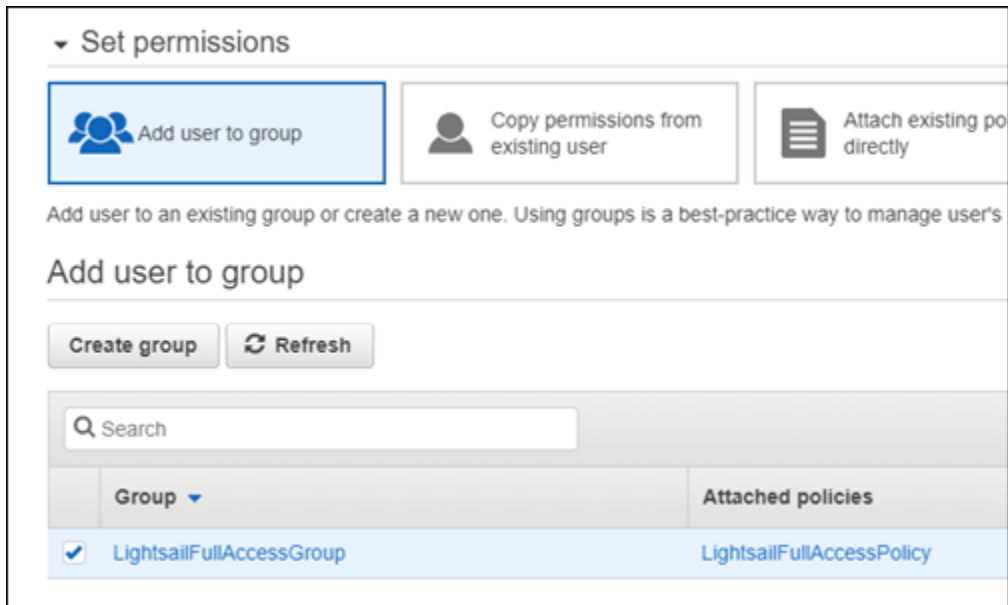 Set permissions
Add user to group
Copy permissions from
existing user
Attach existing po
directly
Add user to an existing group or create a new one. Using groups is a best-practice way to manage user's
Add user to group
Create group
Refresh
Search
Group
Attached policies
LightsailFullAccessGroup
LightsailFullAccessPolicy